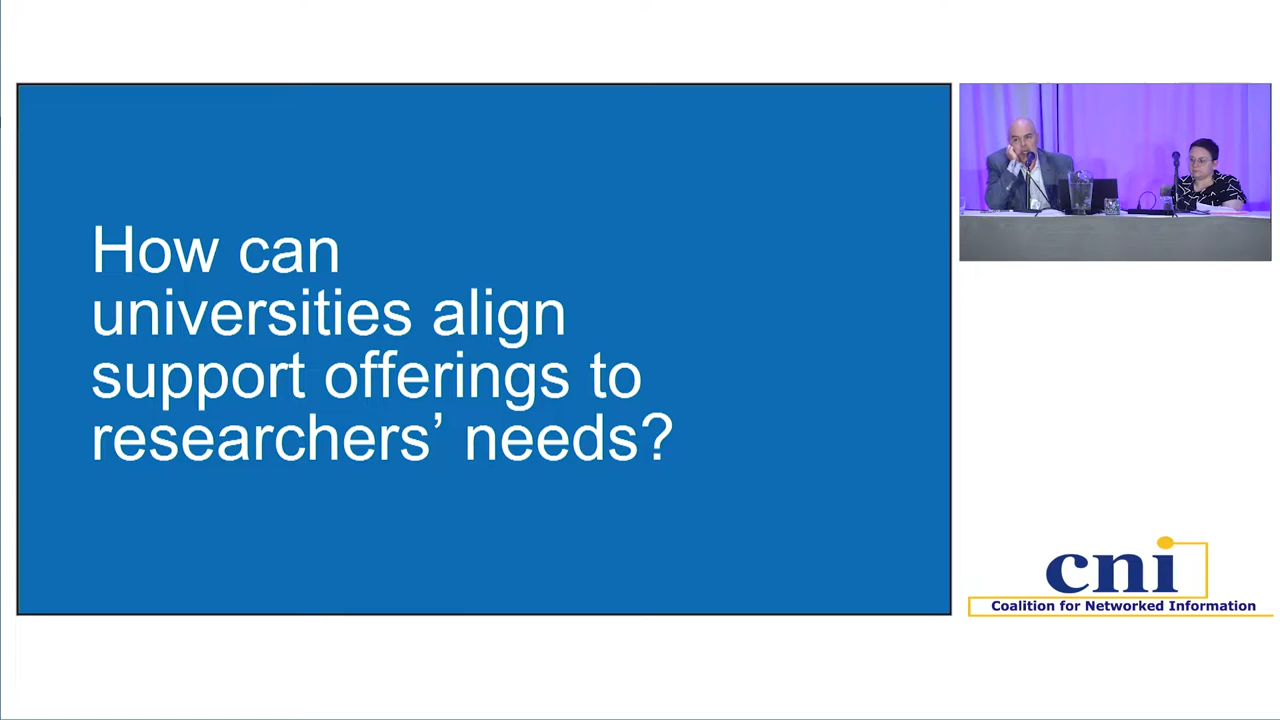 How can
universities align
support offerings to
researchers’ needs?
cni
Coalition for Networked Information